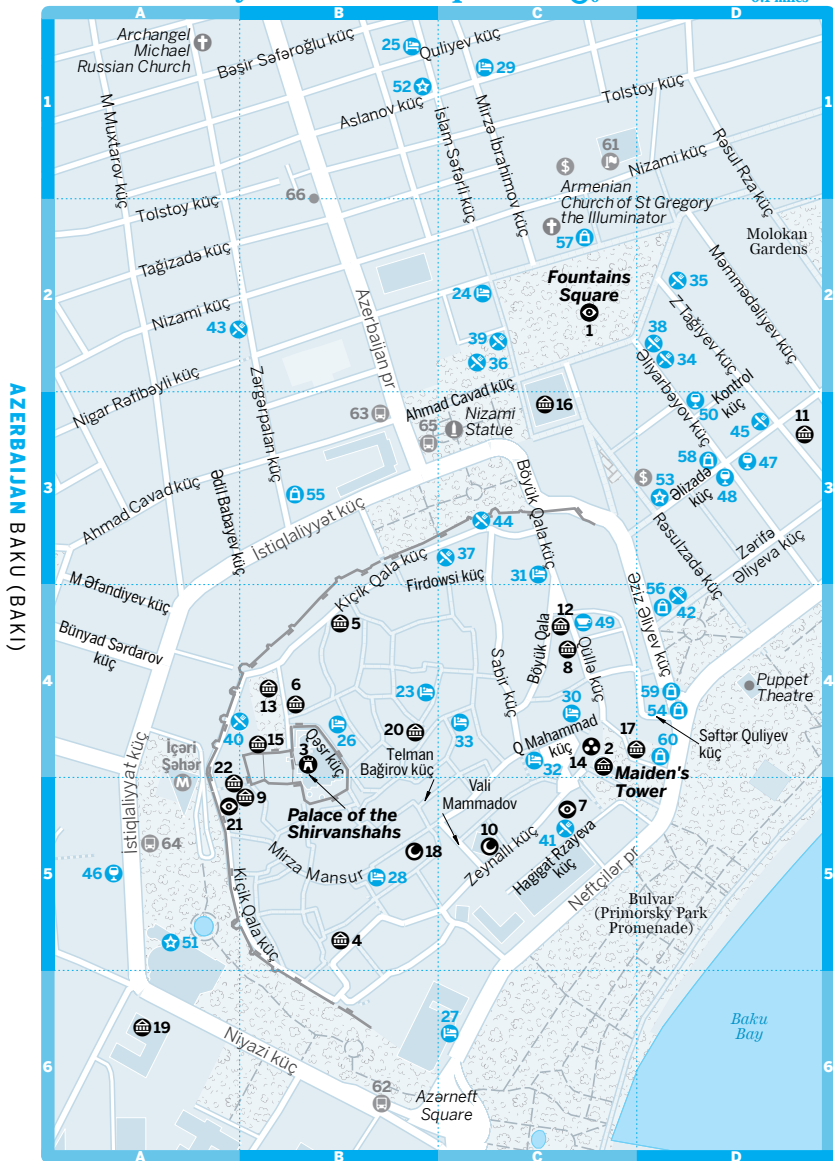 0.1 miles
A
B
C
D
Archangel
Michael
Russian Church
Başir Safaroğlu küç
25
Quliyev küç
29
52
Aslanov küç
1
M Muxtarov küç
İslam Səfərli küç
Mirzə İbrahimov küç
Tolstoy küç
1
61
$
Nizami küç
Rəsul Rza küç
Armenian
Church of St Gregory
the Illuminator
66
Tolstoy küç
57
Molokan
Gardens
Tağizadə küç
Fountains
Square
35
2
24
1
Məmmədəliyev küç
2
Nizami küç
43
Azerbaijan pr
39
36
38
34
Z Tağiyev küç
Əliyarbəyov küç
Nigar Rəfibəyli küç
Zərgərpalan küç
Ahmad Cavad küç
63
65
Nizami
Statue
16
50
Kontrol
küç
45
11
58
47
48
$
53
Əlizadə
küç
3
Ahmad Cavad küç
Ədil Babayev küç
55
İstiqlaliyyət küç
Böyük Qala küç
44
Rəsulzadə küç
Zərifə
Əliyeva küç
3
37
Kiçik Qala küç
Firdowsi küç
31
Əziz Əliyev küç
M Əfəndiyev küç
56
42
Bünyad Sərdarov
küç
5
12
49
8
Böyük Qala
Qüllə küç
Sabir küç
4
6
13
23
30
59
54
Puppet
Theatre
4
40
15
3
Qəsr küç
26
20
33
Telman
Bağirov küç
Q Mahammad
küç
17
60
Səftər Quliyev
küç
İçəri
Şəhər
M
2
14
32
Maiden's
Tower
22
9
21
Palace of the
Shirvanshahs
Vali
Mammadov
7
İstiqlaliyyət küç
64
18
10
41
Mirza Mansur
28
Zeynallı küç
Hagigat Rzayeva
küç
Neftçilər pr
46
5
Kiçik Qala küç
Bulvar
(Primorsky Park
Promenade)
5
51
4
27
Baku
Bay
19
Niyazi küç
6
62
Azərneft
Square
6
A
B
C
D
AZERBAIJAN BAKU (BAKI)